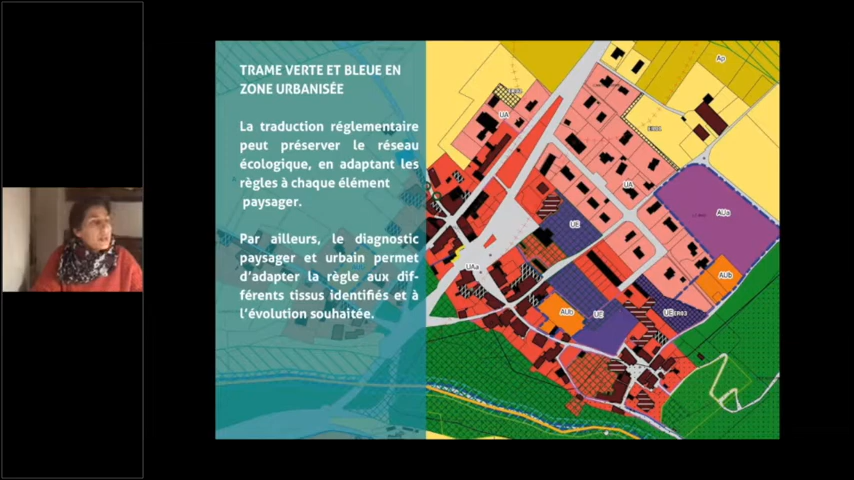 TRAME VERTE ET BLEUE EN
ZONE URBANISÉE
La traduction réglementaire
peut préserver le réseau
écologique, en adaptant les
règles à chaque élément
paysager.
Par ailleurs, le diagnostic
paysager et urbain permet
d'adapter la règle aux dif-
férents tissus identifiés et à
l'évolution souhaitée.
Ap
UA
UA
AUa
UE
AUb
UAa
AUb
UE
UE